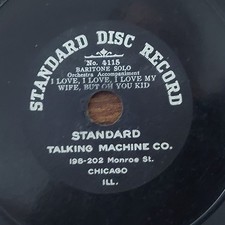 STANDARD DISC RECORD
No. 4115
BARITONE SOLO
Orchestra Accompaniment
I LOVE, I LOVE, I LOVE MY
WIFE, BUT OH YOU KID
STANDARD
TALKING MACHINE CO.
198-202 Monroe St.
CHICAGO
ILL.